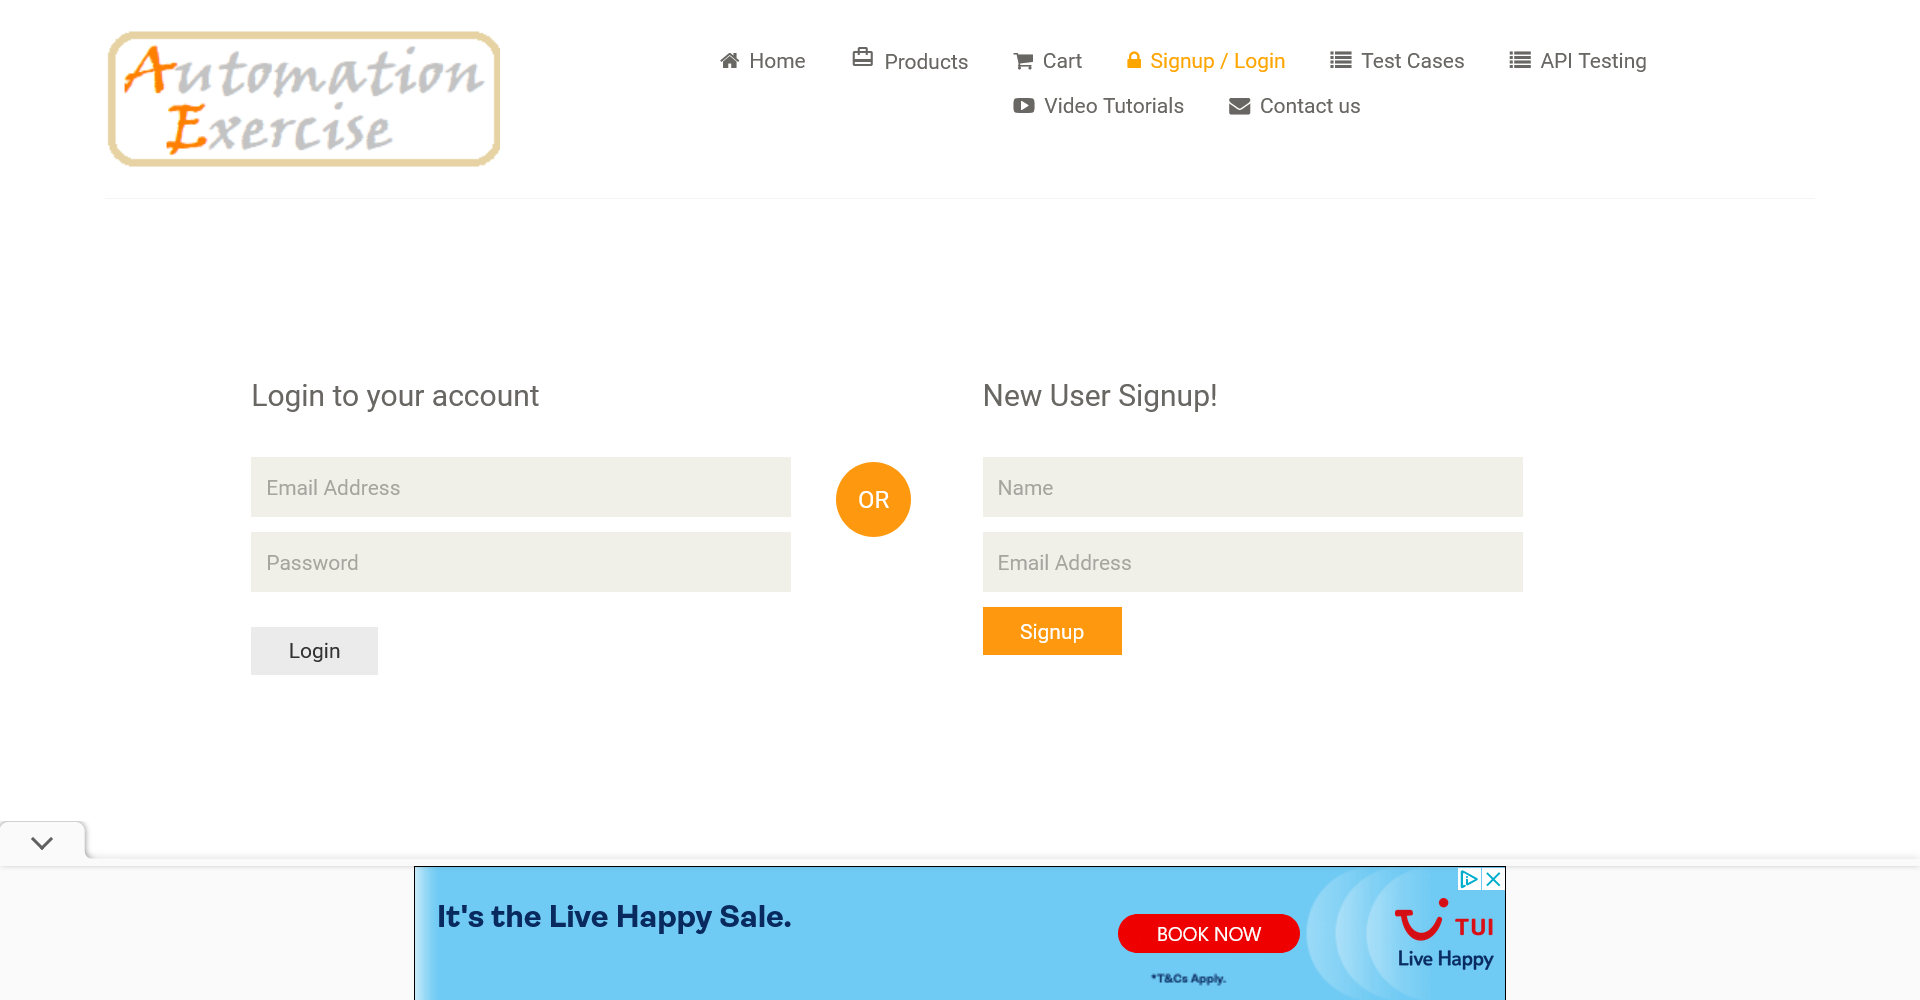 Automation
Exercise
Home Products Cart Signup / Login Test Cases API Testing
Video Tutorials Contact us
Login to your account
Email Address
Password
Login
OR
New User Signup!
Name
Email Address
Signup
It's the Live Happy Sale.
BOOK NOW
*T&Cs Apply.
TUI
Live Happy